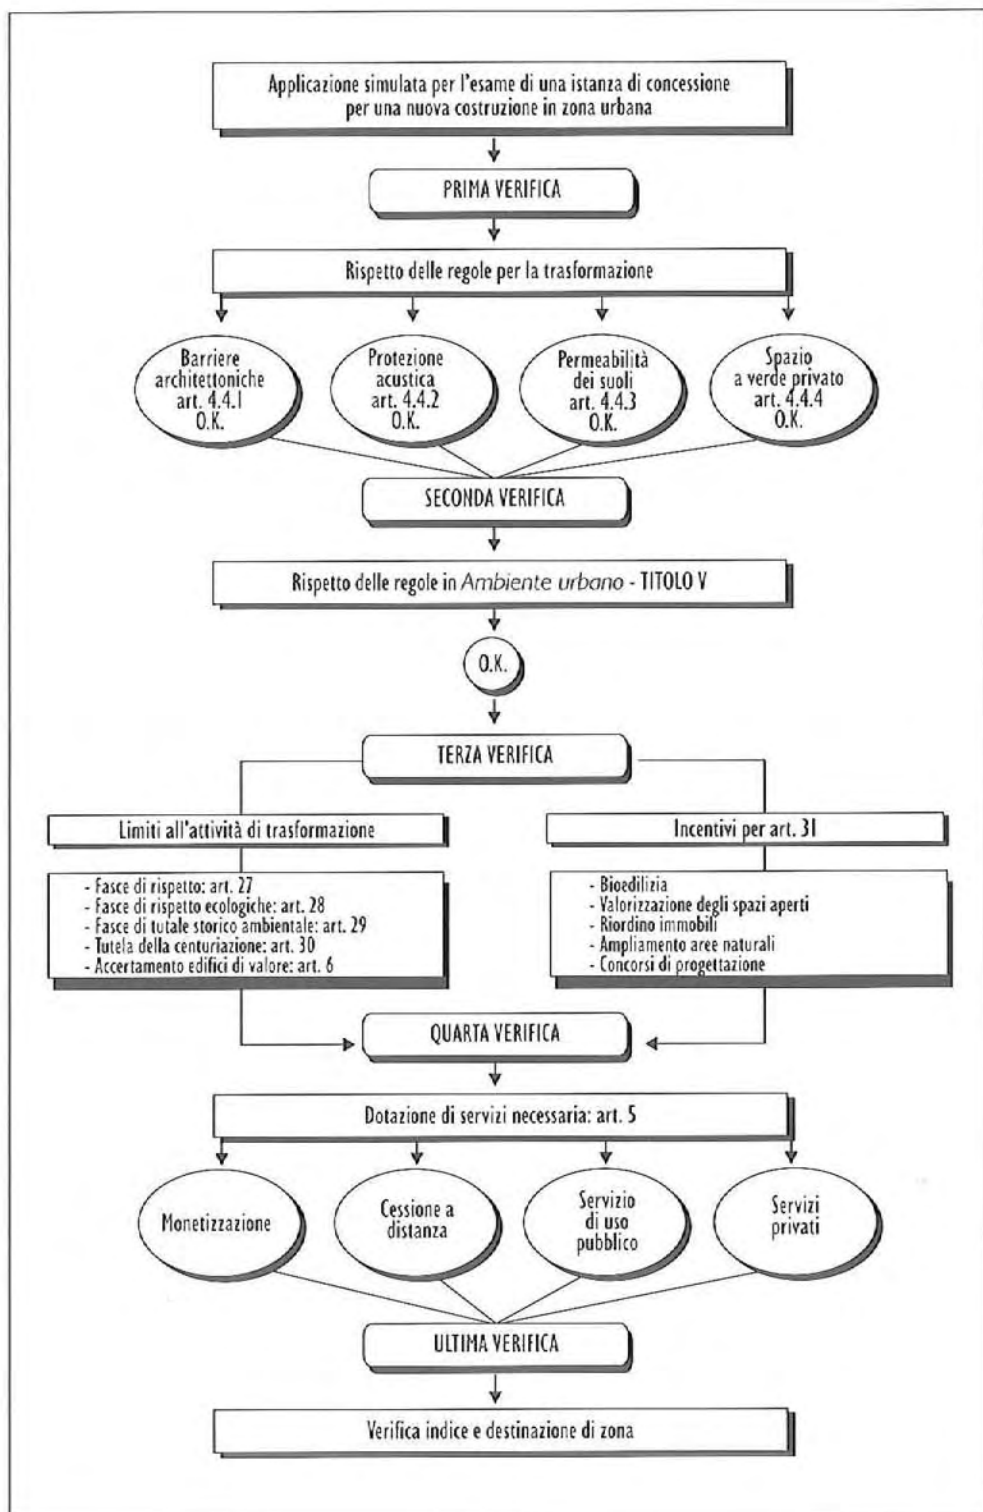 Applicazione simulata per l'esame di una istanza di concessione
per una nuova costruzione in zona urbana
PRIMA VERIFICA
Rispetto delle regole per la trasformazione
Barriere
architettoniche
art. 4.4.1
O.K.
Protezione
acustica
art. 4.4.2
O.K.
Permeabilità
dei suoli
art. 4.4.3
O.K.
Spazio
a verde privato
art. 4.4.4
O.K.
SECONDA VERIFICA
Rispetto delle regole in Ambiente urbano - TITOLO V
O.K.
TERZA VERIFICA
Limiti all'attività di trasformazione
- Fasce di rispetto: art. 27
- Fasce di rispetto ecologiche: art. 28
- Fasce di tutale storico ambientale: art. 29
- Tutela della centuriazione: art. 30
- Accertamento edifici di valore: art. 6
Incentivi per art. 31
- Bioedilizia
- Valorizzazione degli spazi aperti
- Riordino immobili
- Ampliamento aree naturali
- Concorsi di progettazione
QUARTA VERIFICA
Dotazione di servizi necessaria: art. 5
Monetizzazione
Cessione a
distanza
Servizio
di uso
pubblico
Servizi
privati
ULTIMA VERIFICA
Verifica indice e destinazione di zona